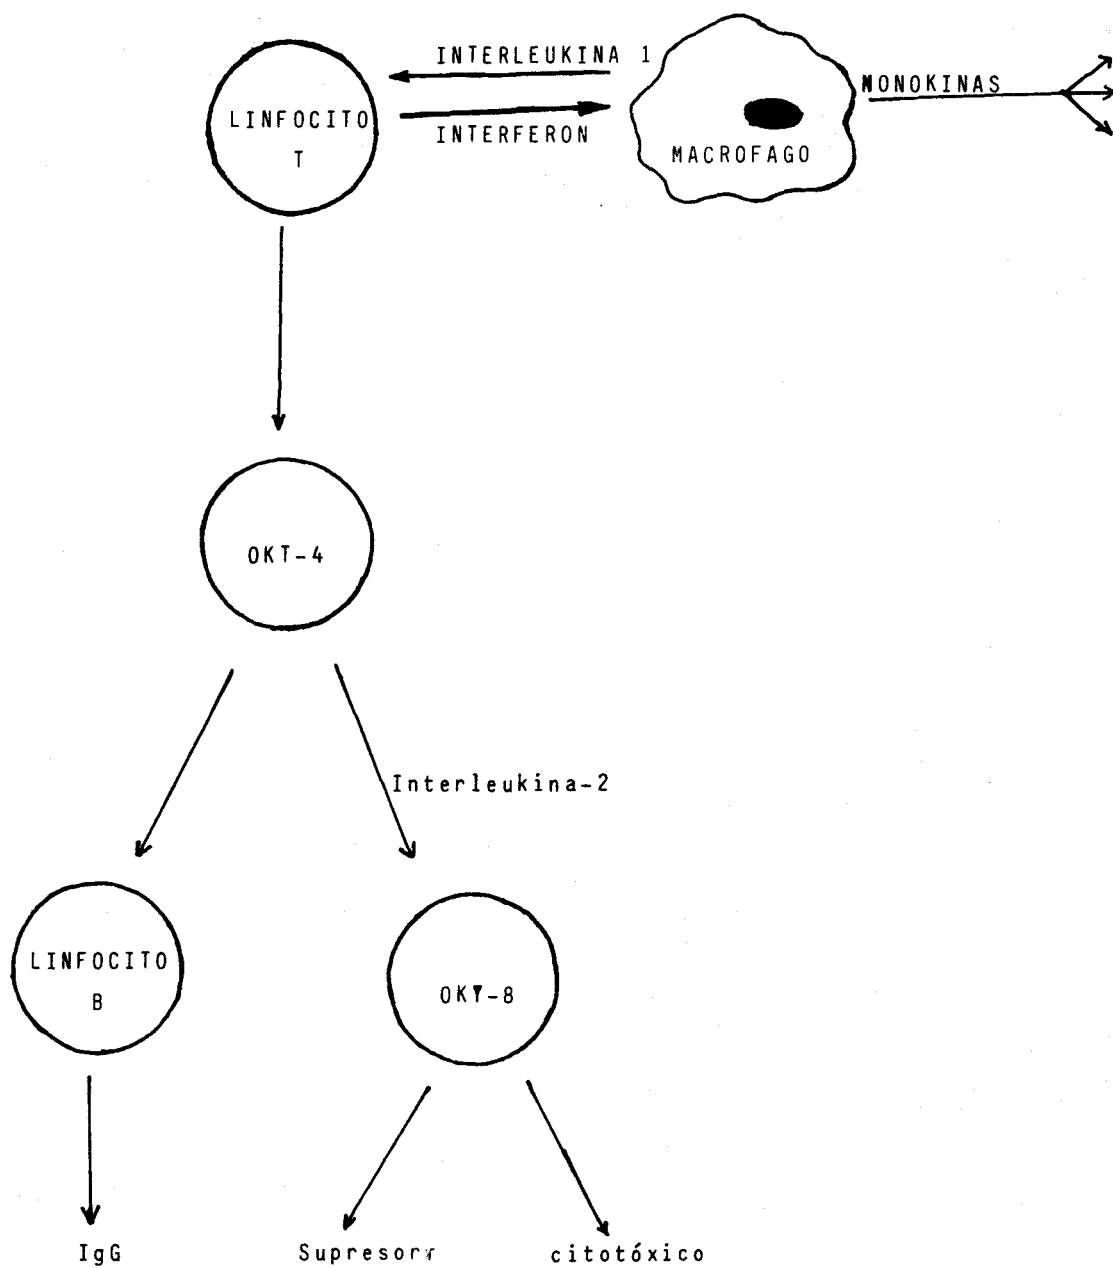 INTERLEUKINA 1
MONOKINAS
LINFOCITO
T
INTERFERON
MACROFAGO
OKT-4
Interleukina-2
LINFOCITO
B
OKT-8
IgG
Supresor
citotóxico